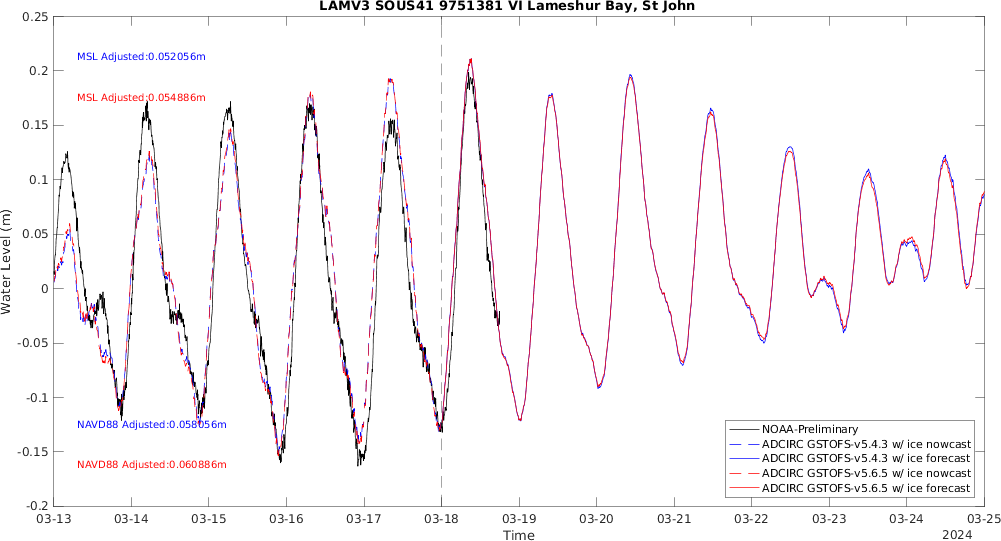 LAMV3 SOUS41 9751381 VI Lameshur Bay, St John
0.25
0.2
0.15
0.1
0.05
0
-0.05
-0.1
-0.15
-0.2
Water Level (m)
MSL Adjusted:0.052056m
MSL Adjusted:0.054886m
NAVD88 Adjusted:0.058056m
NAVD88 Adjusted:0.060886m
NOAA-Preliminary
ADCIRC GSTOFS-v5.4.3 w/ ice nowcast
ADCIRC GSTOFS-v5.4.3 w/ ice forecast
ADCIRC GSTOFS-v5.6.5 w/ ice nowcast
ADCIRC GSTOFS-v5.6.5 w/ ice forecast
03-13 03-14 03-15 03-16 03-17 03-18 03-19 03-20 03-21 03-22 03-23 03-24 03-25
Time
2024